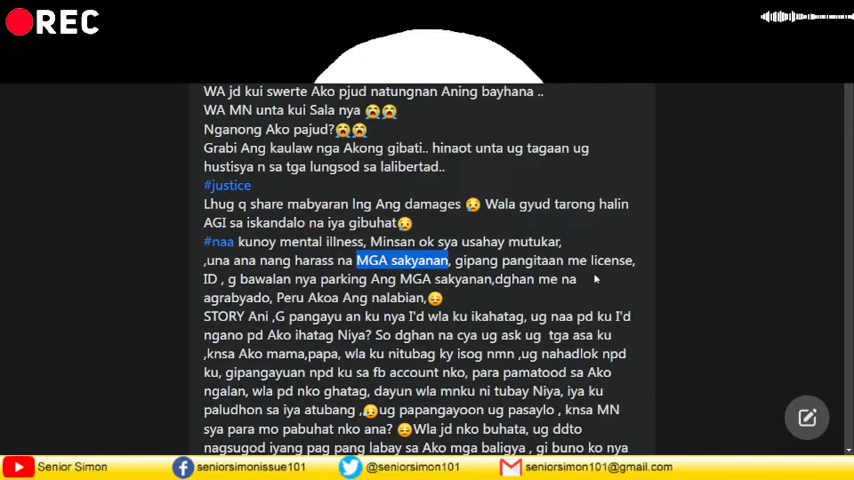 REC
WA jd kui swerte Ako pjud natungnan Aning bayhana ..
WA MN unta kui Sala nya 😭😭
Nganong Ako pajud?😭😭
Grabi Ang kaulaw nga Akong gibati.. hinaot unta ug tagaan ug
hustisya n sa tga lungsod sa lalibertad..
#justice
Lhug q share mabyaran lng Ang damages 😥 Wala gyud tarong halin
AGI sa iskandalo na iya gibuhat😥
#naa kunoy mental illness, Minsan ok sya usahay mutukar,
,una ana nang harass na MGA sakyanan, gipang pangitaan me license,
ID , g bawalan nya parking Ang MGA sakyanan,dghan me na
agrabyado, Peru Akoa Ang nalabian,😔
STORY Ani ,G pangayu an ku nya I'd wla ku ikahatag, ug naa pd ku I'd
ngano pd Ako ihatag Niya? So dghan na cya ug ask ug tga asa ku
,knsa Ako mama,papa, wla ku nitubag ky isog nmn ,ug nahadlok npd
ku, gipangayuan npd ku sa fb account nko, para pamatood sa Ako
ngalan, wla pd nko ghatag, dayun wla mnku ni tubay Niya, iya ku
paludhon sa iya atubang ,😥ug papangayoon ug pasaylo , knsa MN
sya para mo pabuhat nko ana? 😔Wla jd nko buhata, ug ddto
nagsugod iyang pag pang labay sa Ako mga baligya , gi buno ko nya
Senior Simon
seniorsimonissue101
@seniorsimon101
seniorsimon101@gmail.com